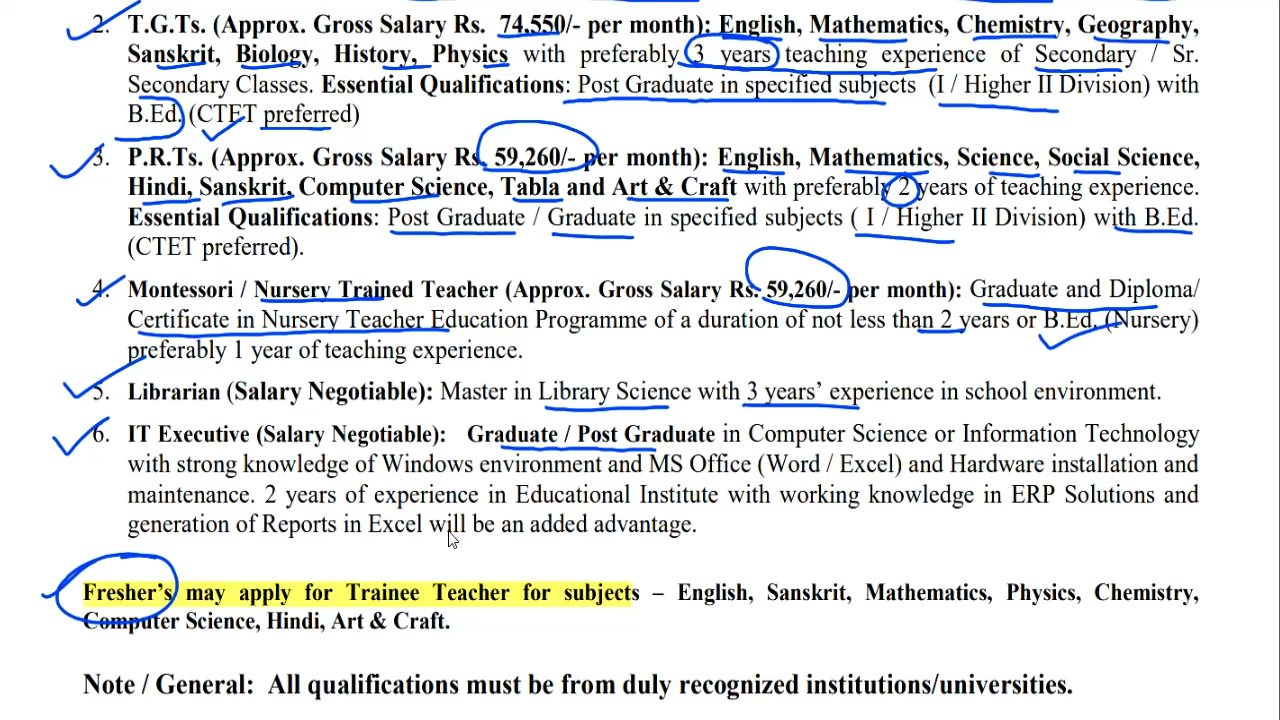 2. T.G.Ts. (Approx. Gross Salary Rs. 74,550/- per month): English, Mathematics, Chemistry, Geography,
Sanskrit, Biology, History, Physics with preferably 3 years teaching experience of Secondary / Sr.
Secondary Classes. Essential Qualifications: Post Graduate in specified subjects (I / Higher II Division) with
B.Ed. (CTET preferred)
3. P.R.Ts. (Approx. Gross Salary Rs. 59,260/- per month): English, Mathematics, Science, Social Science,
Hindi, Sanskrit, Computer Science, Tabla and Art & Craft with preferably 2 years of teaching experience.
Essential Qualifications: Post Graduate / Graduate in specified subjects ( I / Higher II Division) with B.Ed.
(CTET preferred).
4. Montessori / Nursery Trained Teacher (Approx. Gross Salary Rs. 59,260/- per month): Graduate and Diploma/
Certificate in Nursery Teacher Education Programme of a duration of not less than 2 years or B.Ed. (Nursery)
preferably 1 year of teaching experience.
5. Librarian (Salary Negotiable): Master in Library Science with 3 years’ experience in school environment.
6. IT Executive (Salary Negotiable): Graduate / Post Graduate in Computer Science or Information Technology
with strong knowledge of Windows environment and MS Office (Word / Excel) and Hardware installation and
maintenance. 2 years of experience in Educational Institute with working knowledge in ERP Solutions and
generation of Reports in Excel will be an added advantage.
Fresher’s may apply for Trainee Teacher for subjects – English, Sanskrit, Mathematics, Physics, Chemistry,
Computer Science, Hindi, Art & Craft.
Note / General: All qualifications must be from duly recognized institutions/universities.